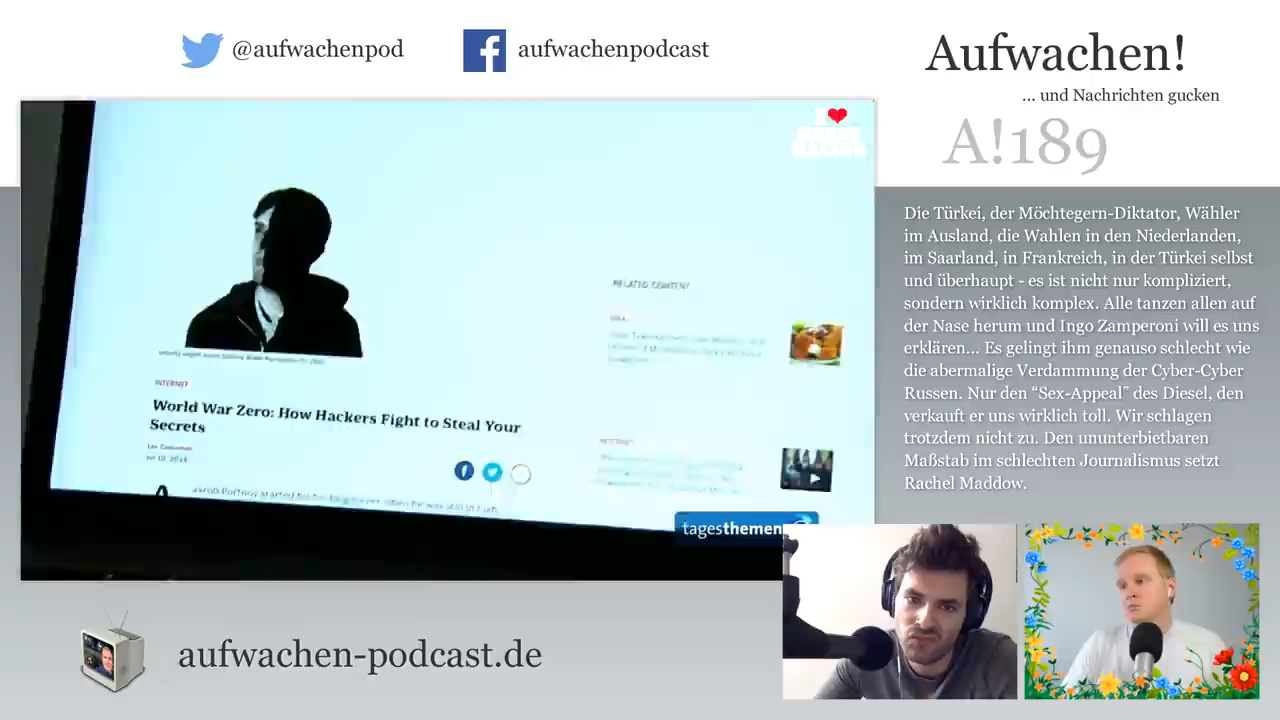 @aufwachenpod
aufwachenpodcast
Aufwachen!
... und Nachrichten gucken
A!189
RACING
RELATED CONTENT
INTERNET
World War Zero: How Hackers Fight to Steal Your
Secrets
tagesthemen
Die Türkei, der Möchtegern-Diktator, Wähler
im Ausland, die Wahlen in den Niederlanden,
im Saarland, in Frankreich, in der Türkei selbst
und überhaupt - es ist nicht nur kompliziert,
sondern wirklich komplex. Alle tanzen allen auf
der Nase herum und Ingo Zamperoni will es uns
erklären... Es gelingt ihm genauso schlecht wie
die abermalige Verdammung der Cyber-Cyber
Russen. Nur den “Sex-Appeal” des Diesel, den
verkauft er uns wirklich toll. Wir schlagen
trotzdem nicht zu. Den ununterbietbaren
Maßstab im schlechten Journalismus setzt
Rachel Maddow.
aufwachen-podcast.de